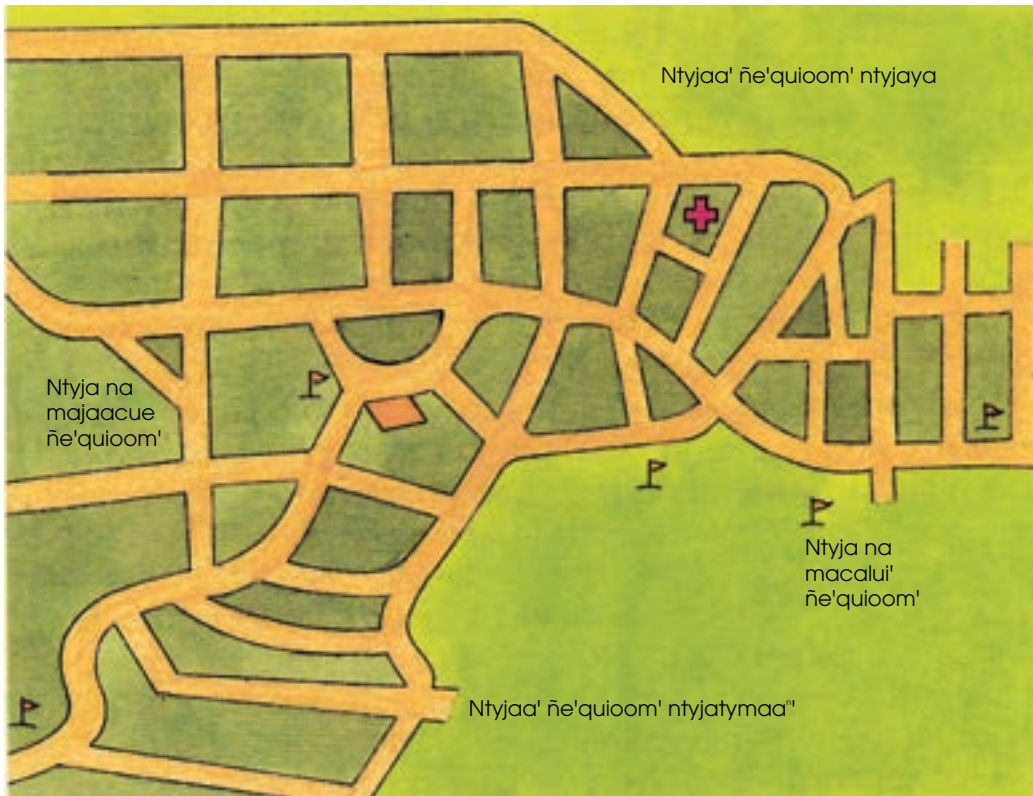 Ntyjaa' ñe'quioom' ntyjaya
Ntyja na
majaacue
ñe'quioom'
Ntyja na
macalui'
ñe'quioom'
Ntyjaa' ñe'quioom' ntyjatymaaⁿ'